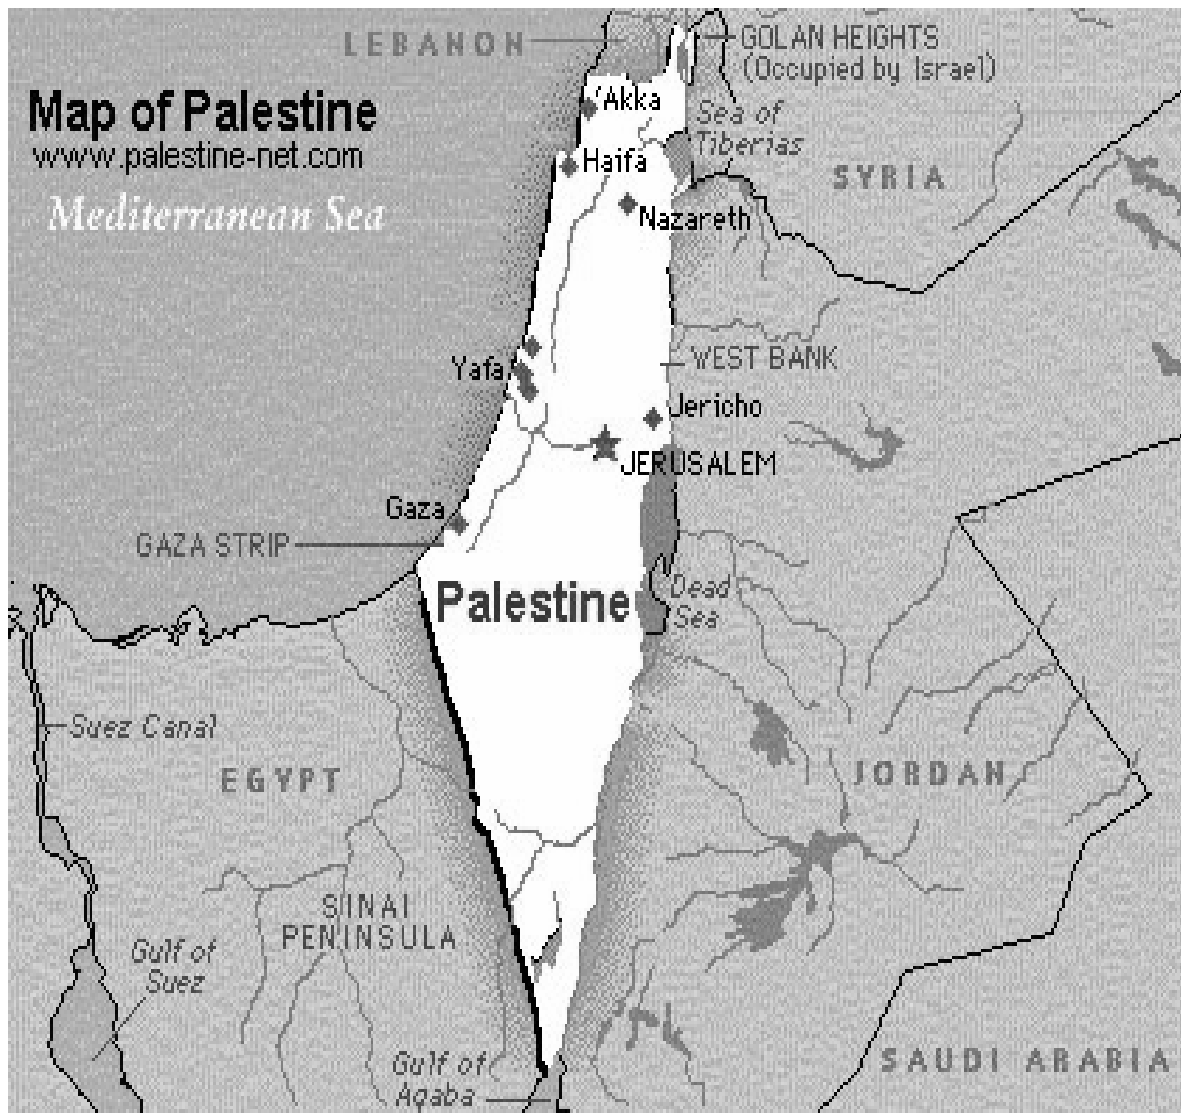 LEBANON
GOLAN HEIGHTS
(Occupied by Israel)
Map of Palestine
www.palestine-net.com
'Akka
Sea of
Tiberias
Haifa
SYRIA
Mediterranean Sea
Nazareth
Yafa
WEST BANK
Jericho
JERUSALEM
Gaza
GAZA STRIP
Palestine
Dead
Sea
Suez Canal
EGYPT
JORDAN
SINAI
PENINSULA
Gulf of
Suez
Gulf of
Aqaba
SAUDI ARABIA